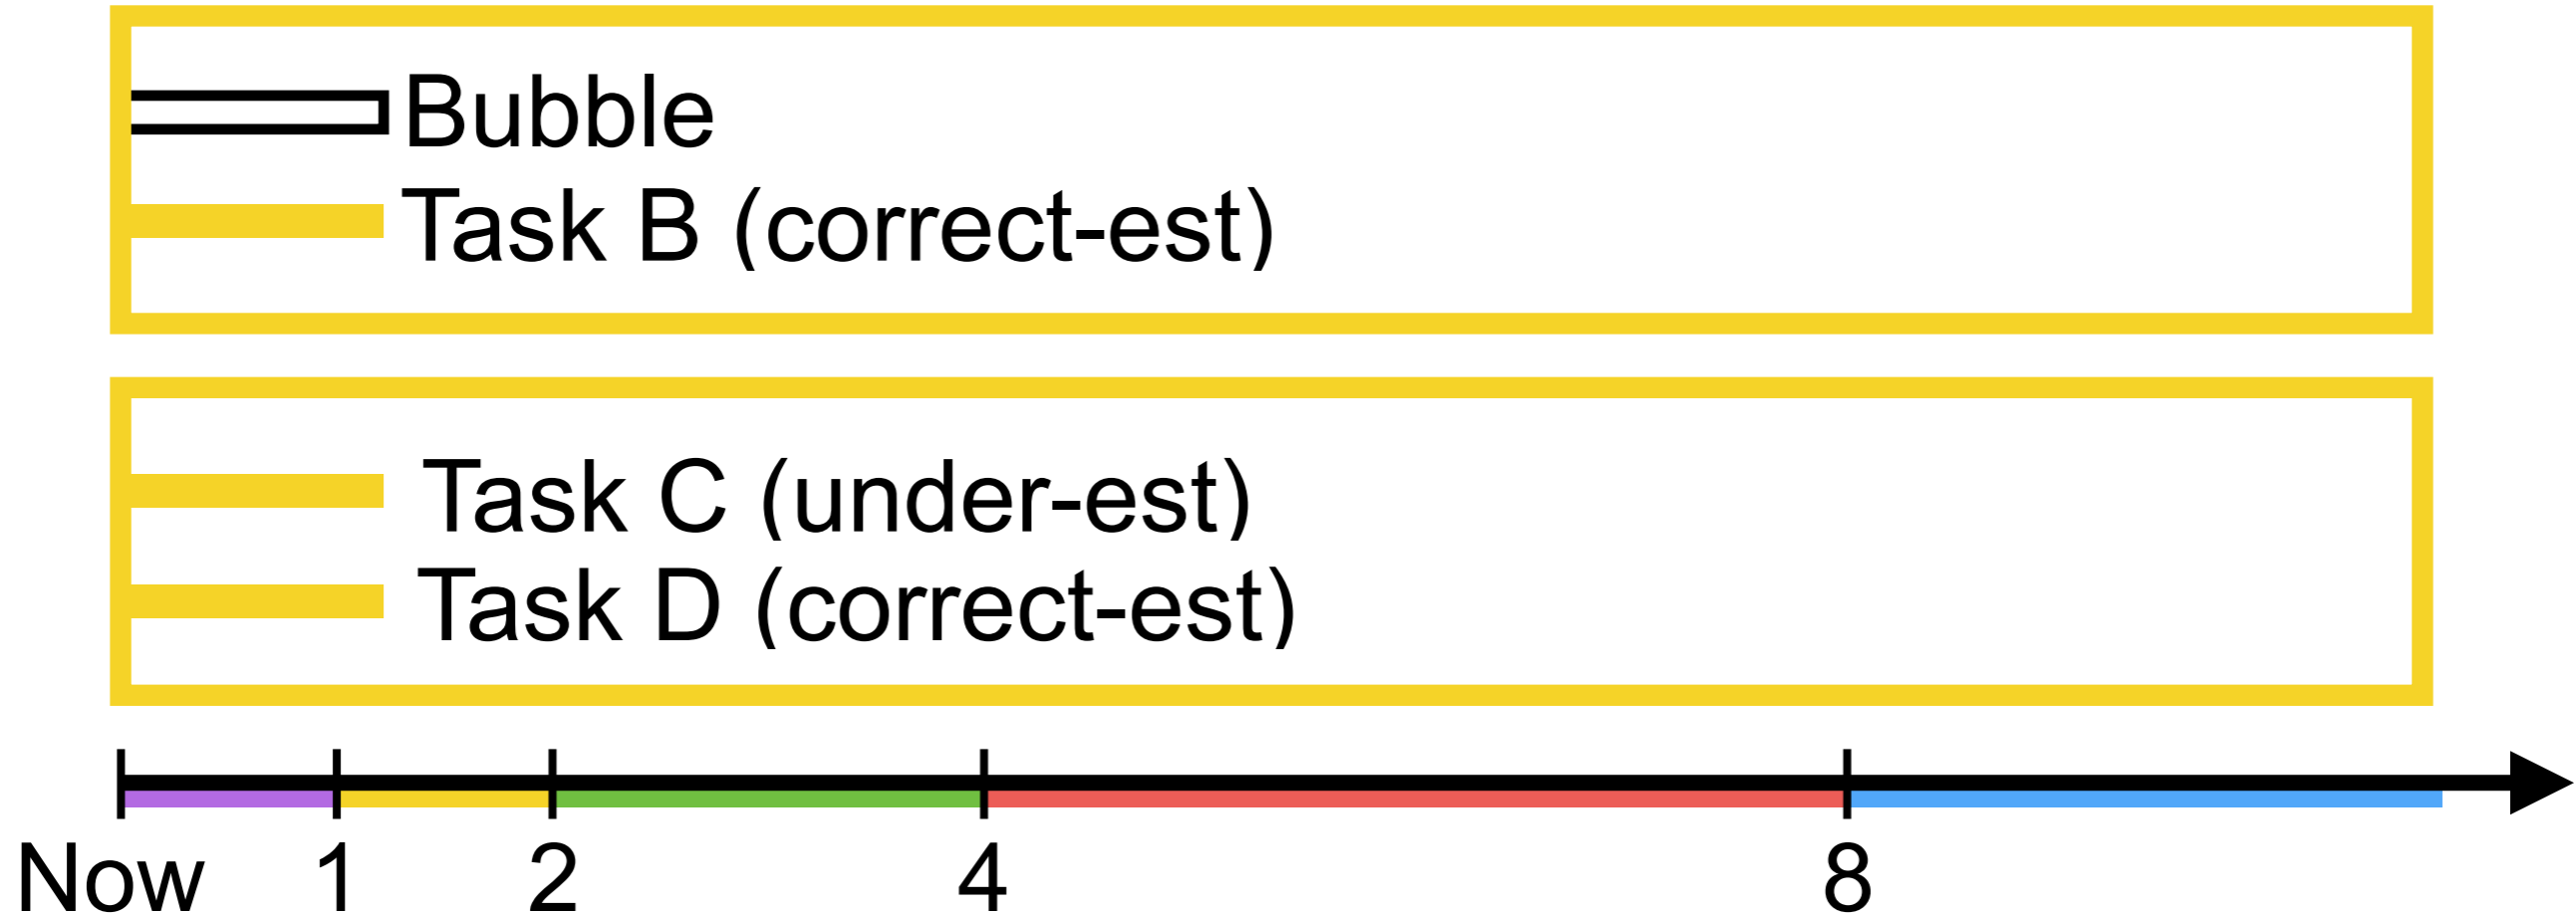 Bubble
Task B (correct-est)
Task C (under-est)
Task D (correct-est)
Now 1 2 4 8